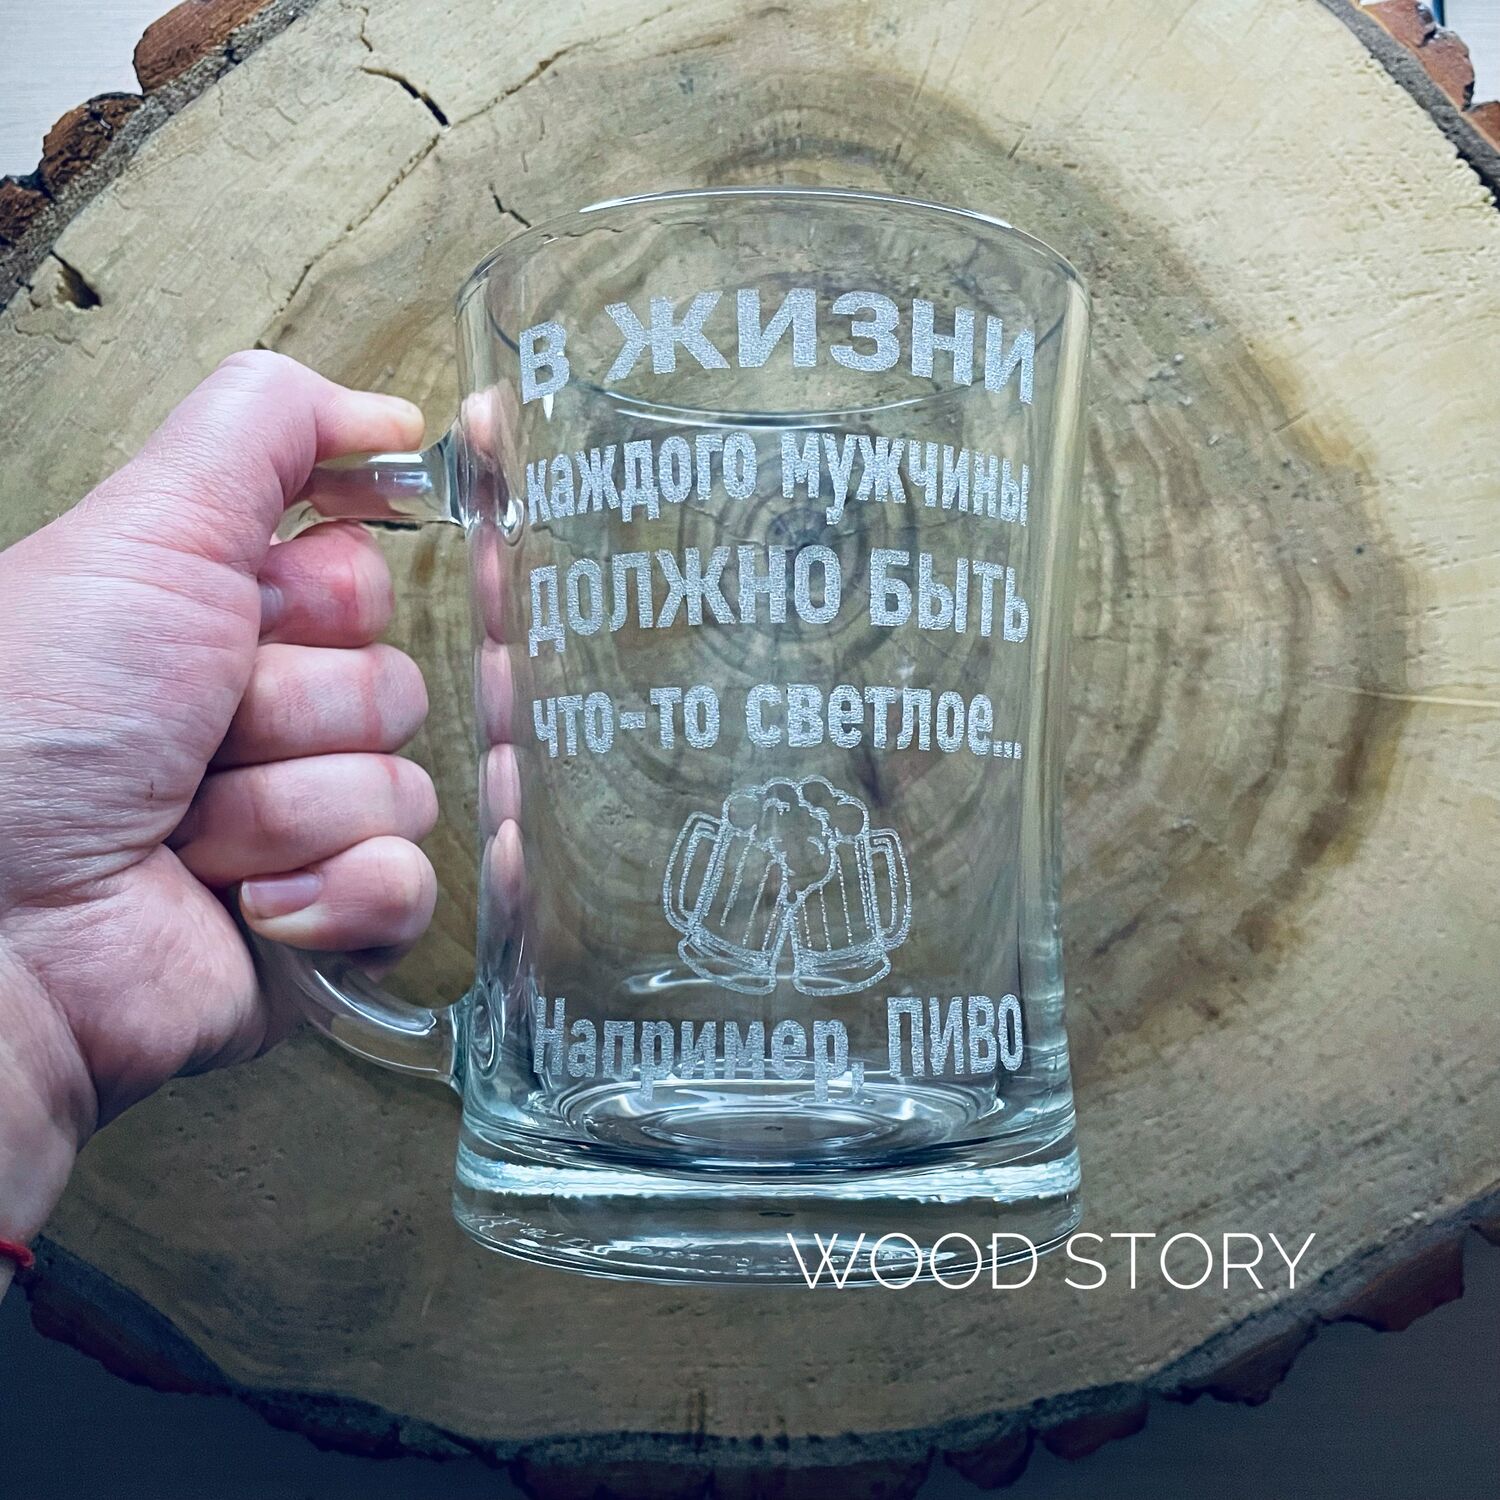 В ЖИЗНИ
каждого мужчины
ДОЛЖНО БЫТЬ
что-то светлое...
Например, ПИВО
WOOD STORY